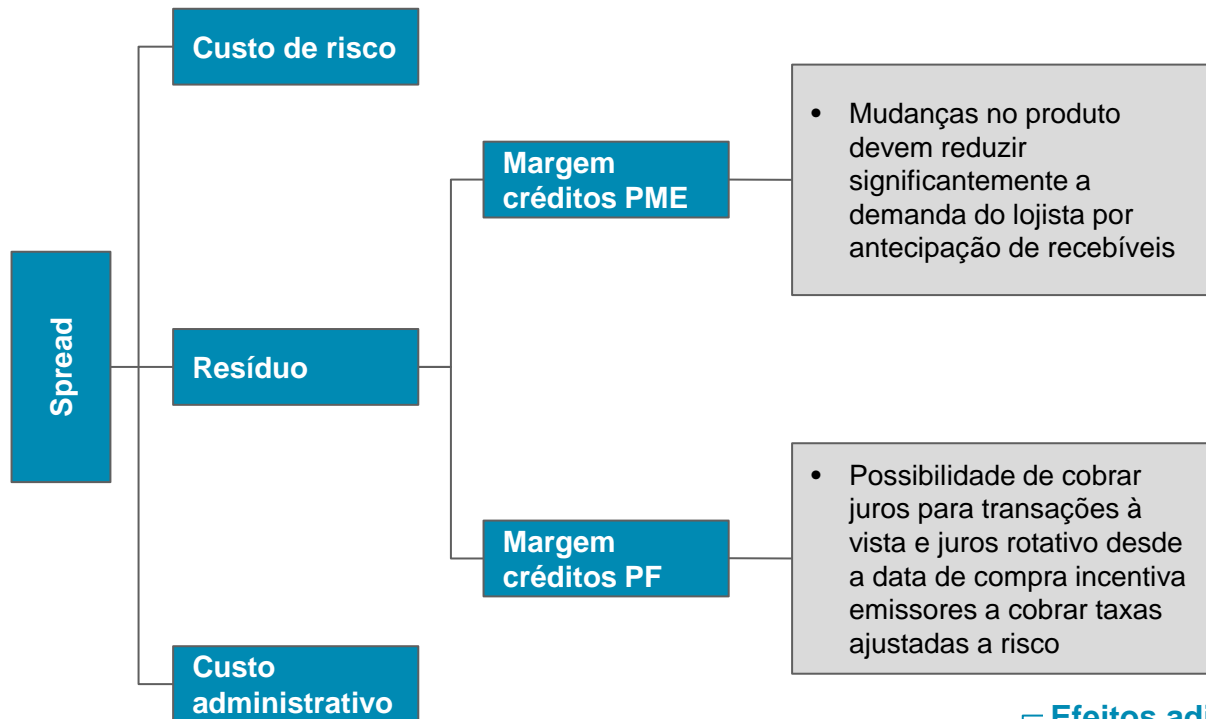 Custo de risco
Margem
créditos PME
• Mudanças no produto
devem reduzir
significantemente a
demanda do lojista por
antecipação de recebíveis
Spread
Resíduo
Margem
créditos PF
• Possibilidade de cobrar
juros para transações à
vista e juros rotativo desde
a data de compra incentiva
emissores a cobrar taxas
ajustadas a risco
Custo
administrativo
Efeitos